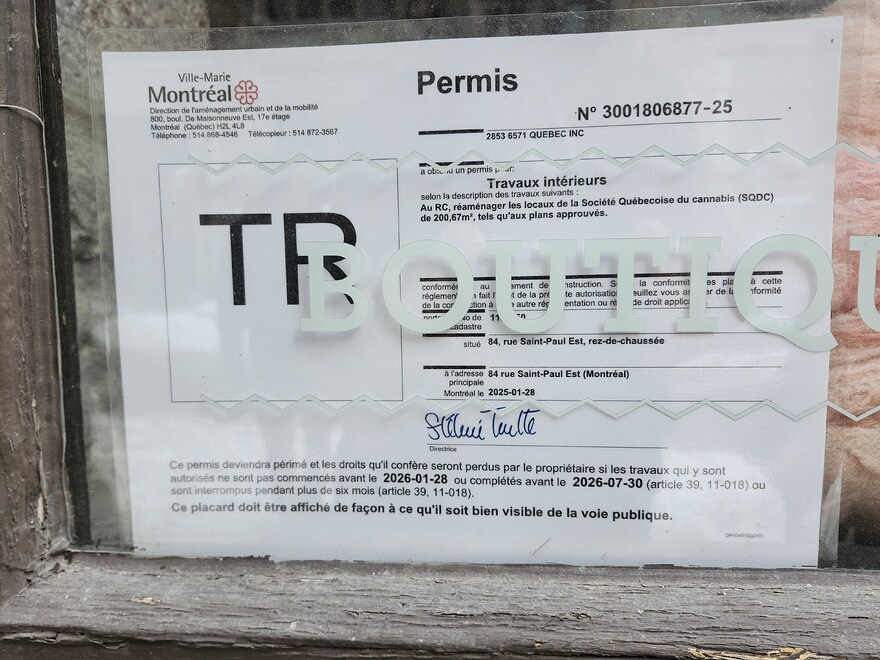 Ville-Marie
Montréal
Direction de l'aménagement urbain et de la mobilité
800, boul. De Maisonneuve Est, 17e étage
Montréal (Québec) H2L 4L8
Téléphone : 514 868-4546 Télécopieur : 514 872-3567
Permis
N° 3001806877-25
2853 6571 QUEBEC INC
a obtenu un permis pour:
Travaux intérieurs
selon la description des travaux suivants :
Au RC, réaménager les locaux de la Société Québecoise du cannabis (SQDC)
de 200,67m², tels qu'aux plans approuvés.
TR
BOUTIQU
cadastre
situé 84, rue Saint-Paul Est, rez-de-chaussée
à l'adresse
principale 84 rue Saint-Paul Est (Montréal)
Montréal le 2025-01-28
Directrice
Ce permis deviendra périmé et les droits qu'il confère seront perdus par le propriétaire si les travaux qui y sont
autorisés ne sont pas commencés avant le 2026-01-28 ou complétés avant le 2026-07-30 (article 39, 11-018) ou
sont interrompus pendant plus de six mois (article 39, 11-018).
Ce placard doit être affiché de façon à ce qu'il soit bien visible de la voie publique.